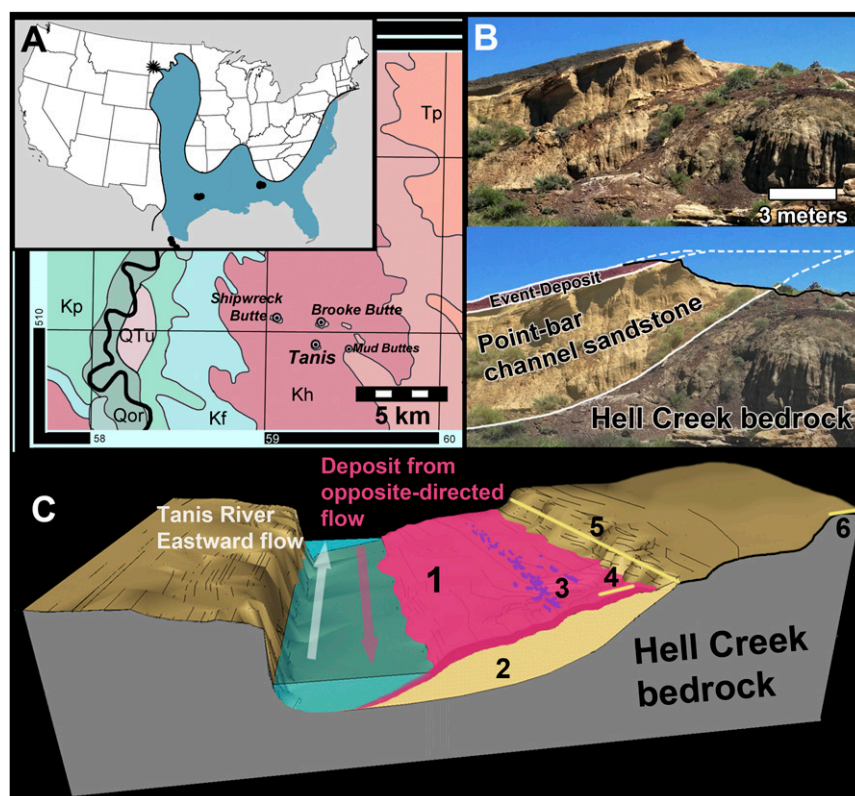 A
Tp
Kp
Shipwreck
Butte
Brooke Butte
510
QTu
Tanis
Mud Buttes
Qor
Kf
Kh
5 km
58
59
60
B
3 meters
Event-Deposit
Point-bar
channel sandstone
Hell Creek bedrock
C
Deposit from
opposite-directed
flow
Tanis River
Eastward flow
1
2
3
4
5
6
Hell Creek
bedrock